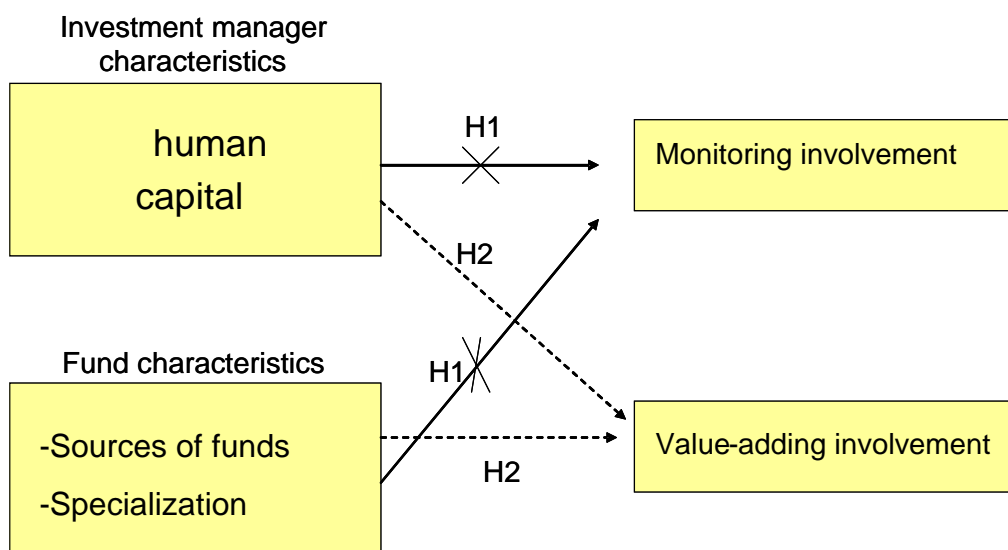 Investment manager
characteristics
human
capital
H1
Monitoring involvement
H2
Fund characteristics
H1
-Sources of funds
-Specialization
Value-adding involvement
H2